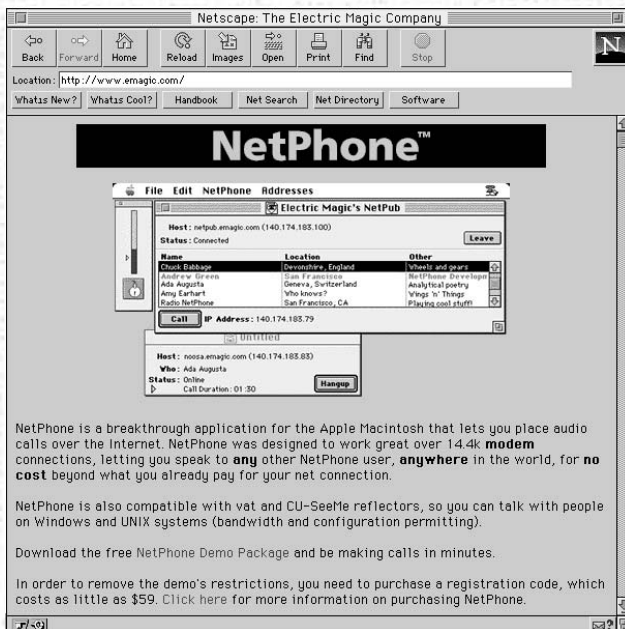 Netscape: The Electric Magic Company
Back Forward Home Reload Images Open Print Find Stop
N
Location: http://www.emagic.com/
What's New? What's Cool? Handbook Net Search Net Directory Software
NetPhone™
File Edit NetPhone Addresses
Electric Magic's NetPub
Host: netpub.emagic.com (140.174.183.100)
Status: Connected
Leave
Name Location Other
Chuck Babbage Devonshire, England Wheels and gears
Andrew Green San Francisco NetPhone Developm
Ada Augusta Geneva, Switzerland Analytical poetry
Amy Earhart Who knows? Wings 'n' Things
Radio NetPhone San Francisco, CA Playing cool stuff!
Call IP Address: 140.174.183.79
Untitled
Host: noosa.emagic.com (140.174.183.83)
Who: Ada Augusta
Status: Online
Call Duration: 01:30
Hangup
NetPhone is a breakthrough application for the Apple Macintosh that lets you place audio
calls over the Internet. NetPhone was designed to work great over 14.4k modem
connections, letting you speak to any other NetPhone user, anywhere in the world, for no
cost beyond what you already pay for your net connection.
NetPhone is also compatible with vat and CU-SeeMe reflectors, so you can talk with people
on Windows and UNIX systems (bandwidth and configuration permitting).
Download the free NetPhone Demo Package and be making calls in minutes.
In order to remove the demo's restrictions, you need to purchase a registration code, which
costs as little as $59. Click here for more information on purchasing NetPhone.